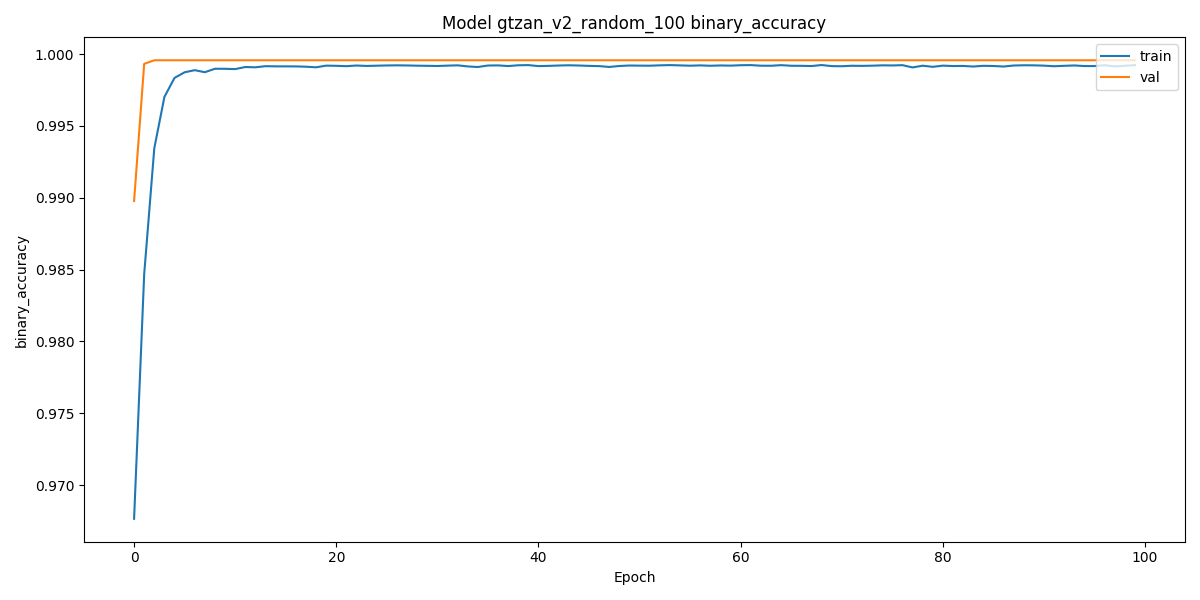 Model gtzan_v2_random_100 binary_accuracy
train
val
1.000
0.995
0.990
0.985
0.980
0.975
0.970
binary_accuracy
0 20 40 60 80 100
Epoch